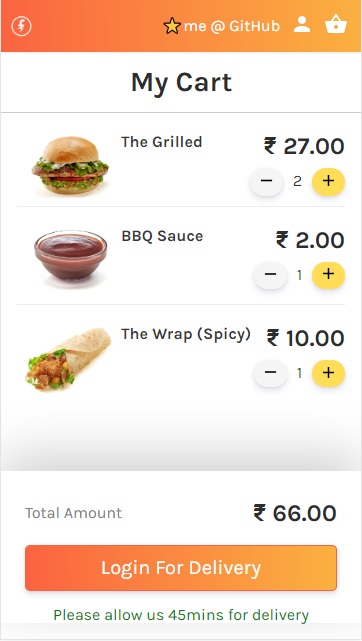 ⭐me @ GitHub
My Cart
The Grilled ₹ 27.00
− 2 +
BBQ Sauce ₹ 2.00
− 1 +
The Wrap (Spicy) ₹ 10.00
− 1 +
Total Amount ₹ 66.00
Login For Delivery
Please allow us 45mins for delivery